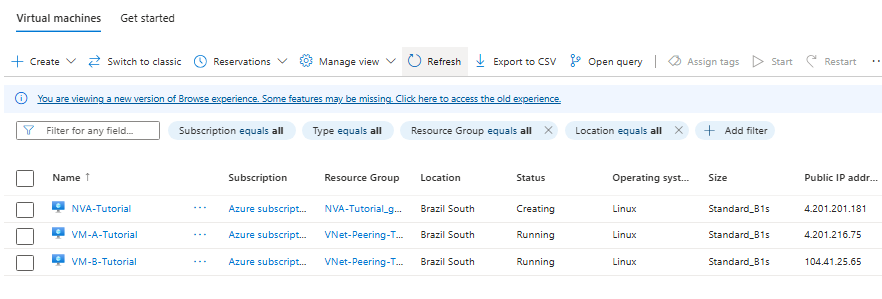 Virtual machines Get started
+ Create Switch to classic Reservations Manage view Refresh Export to CSV Open query Assign tags Start Restart ...
You are viewing a new version of Browse experience. Some features may be missing. Click here to access the old experience.
Filter for any field... Subscription equals all Type equals all Resource Group equals all × Location equals all × + Add filter
Name ↑ Subscription Resource Group Location Status Operating syst... Size Public IP addr...
NVA-Tutorial ... Azure subscript... NVA-Tutorial_g... Brazil South Creating Linux Standard_B1s 4.201.201.181
VM-A-Tutorial ... Azure subscript... VNet-Peering-T... Brazil South Running Linux Standard_B1s 4.201.216.75
VM-B-Tutorial ... Azure subscript... VNet-Peering-T... Brazil South Running Linux Standard_B1s 104.41.25.65